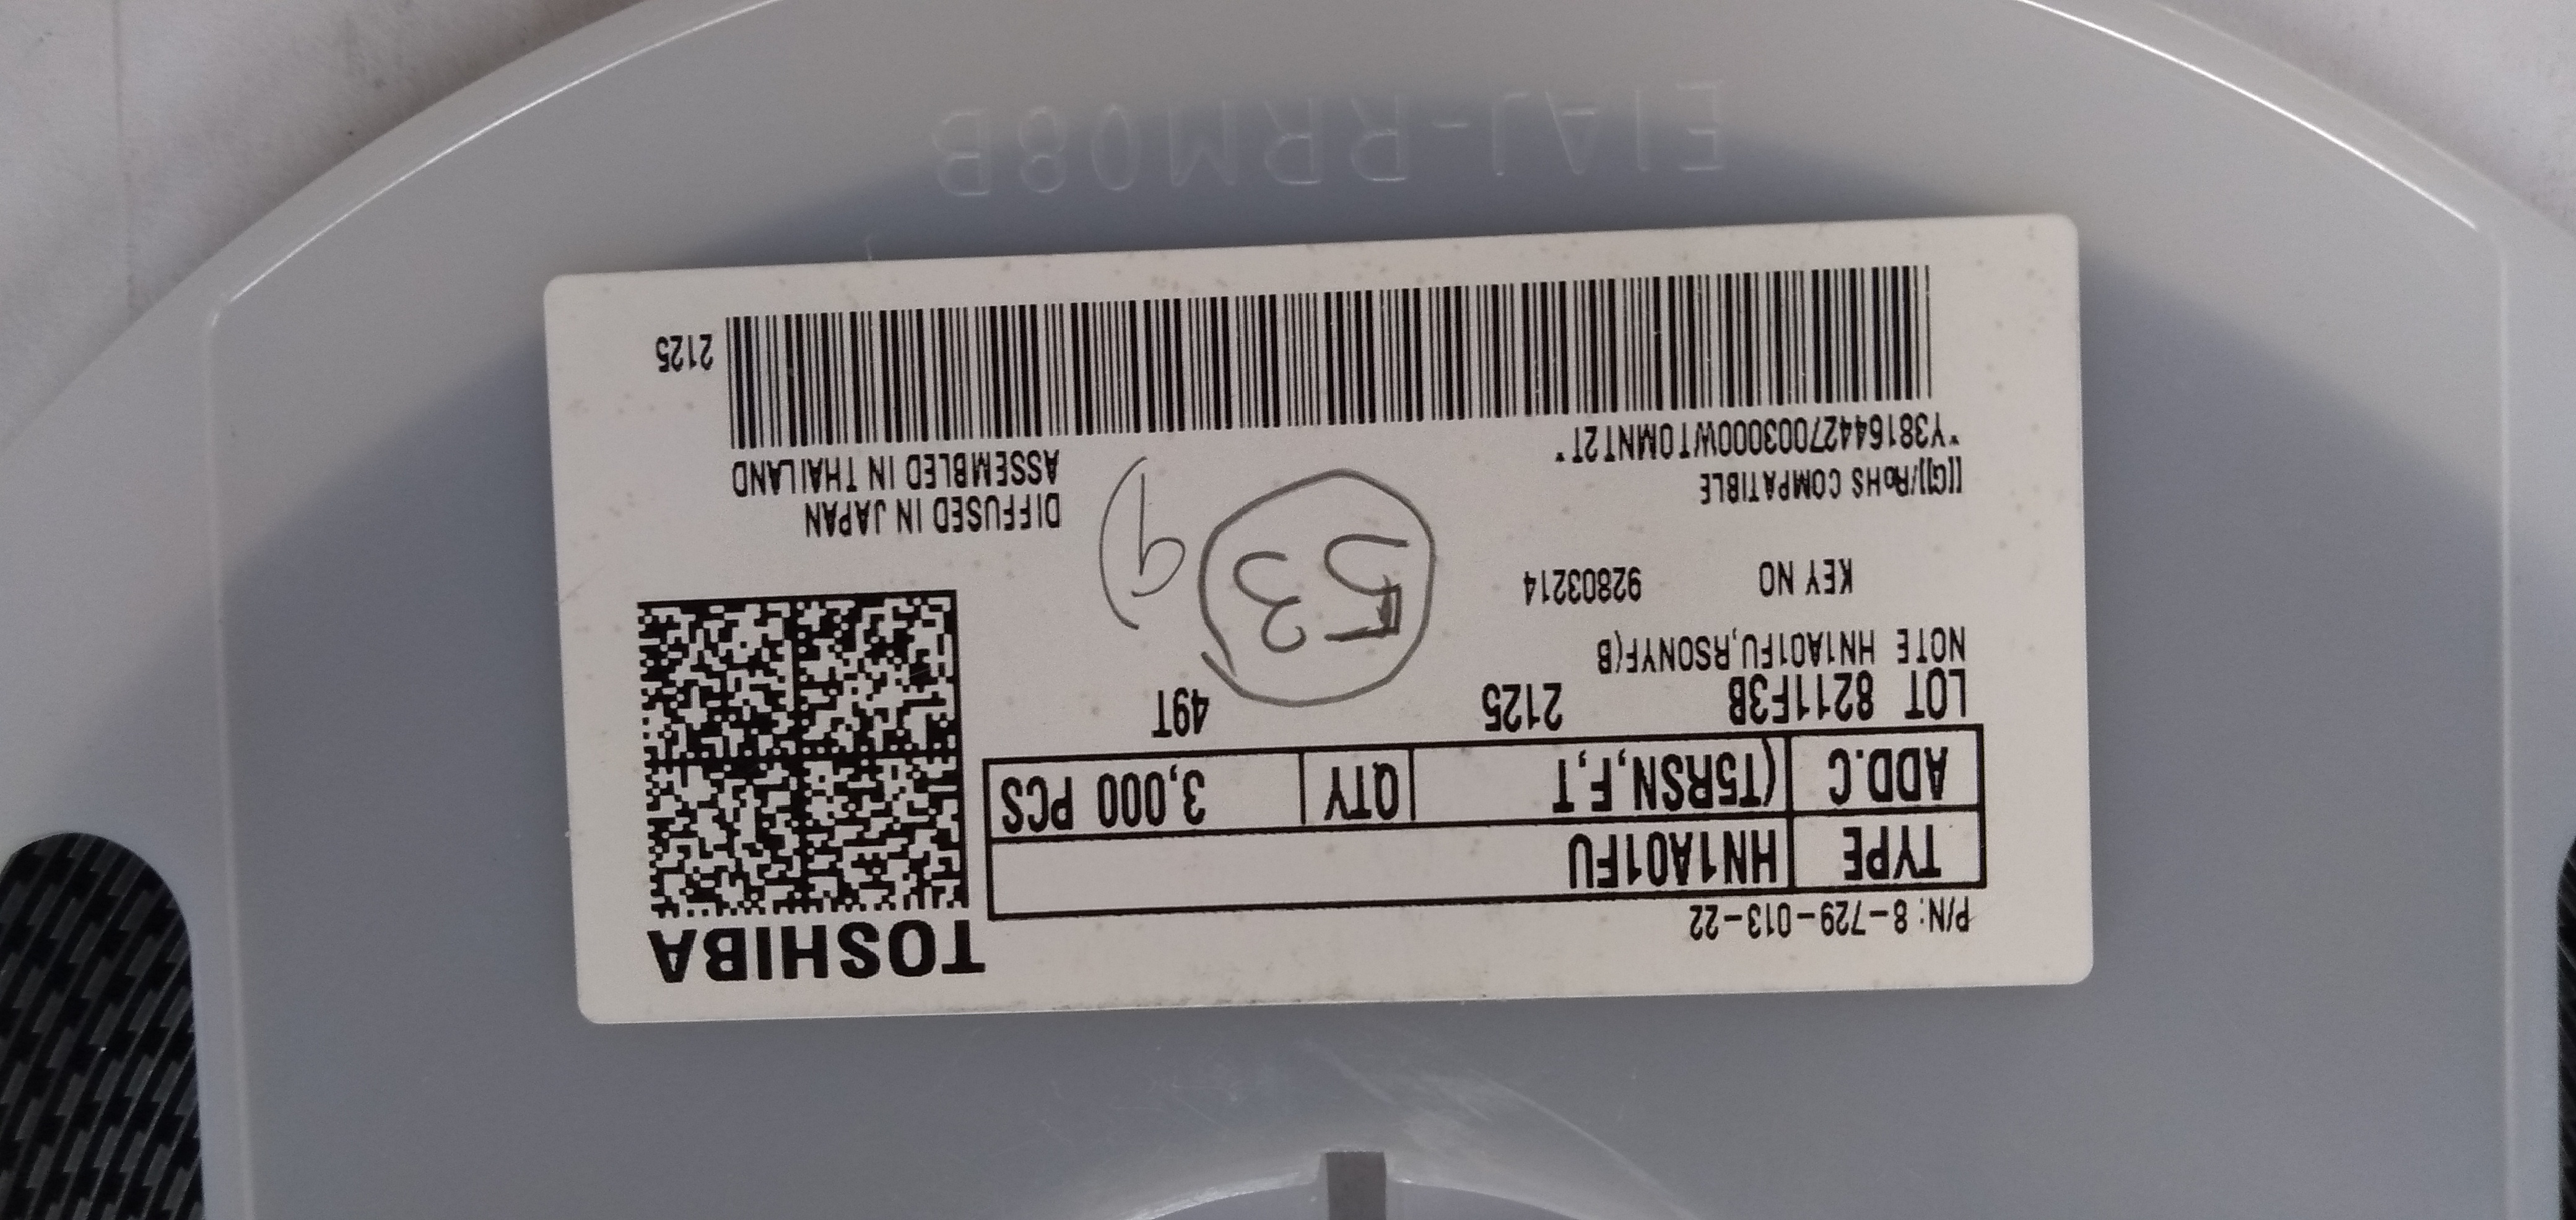 TOSHIBA
P/N: 8-729-013-22
TYPE HN1A01FU
ADD.C (T5RSN,F,T QTY 3,000 PCS
LOT 8211F3B 2125 49T
NOTE HN1A01FU,RSONYF(B
KEY NO 92803214
53
9)
[[G]]/RoHS COMPATIBLE
DIFFUSED IN JAPAN
ASSEMBLED IN THAILAND
*Y38164427003000WT0MNT2T*
2125
EIAJ-RRM08B